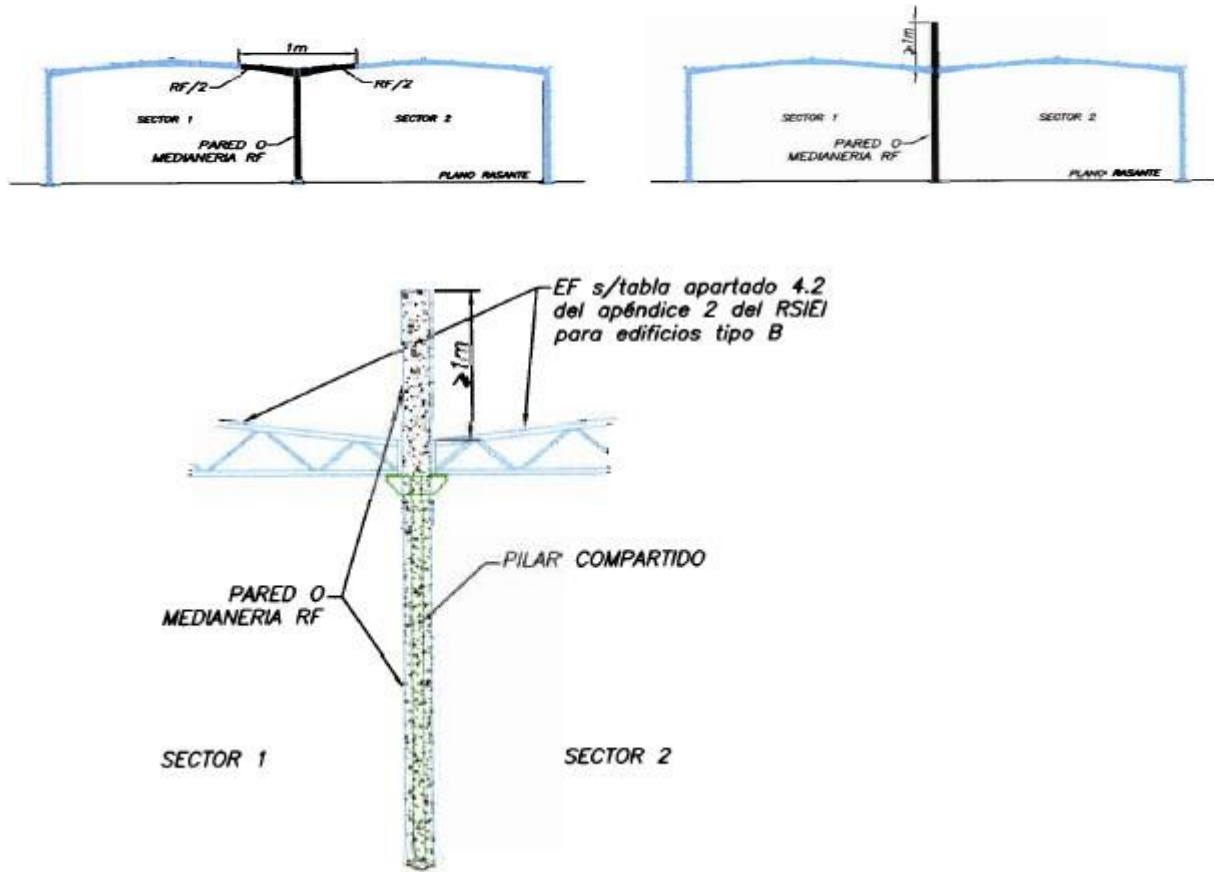 1m
RF/2
RF/2
SECTOR 1
SECTOR 2
PARED O
MEDIANERIA RF
PLANO RASANTE
≥1m
SECTOR 1
SECTOR 2
PARED O
MEDIANERIA RF
PLANO RASANTE
EF s/tabla apartado 4.2
del apéndice 2 del RSIEI
para edificios tipo B
≥1m
PILAR COMPARTIDO
PARED O
MEDIANERIA RF
SECTOR 1
SECTOR 2